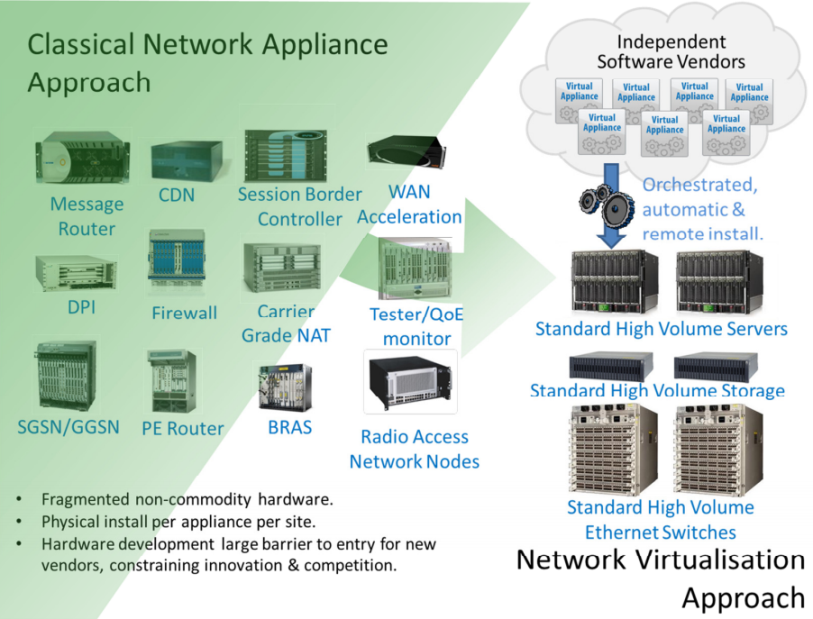 Classical Network Appliance
Approach
Message
Router
CDN
Session Border
Controller
WAN
Acceleration
DPI
Firewall
Carrier
Grade NAT
Tester/QoE
monitor
SGSN/GGSN
PE Router
BRAS
Radio Access
Network Nodes
• Fragmented non-commodity hardware.
• Physical install per appliance per site.
• Hardware development large barrier to entry for new
vendors, constraining innovation & competition.
Independent
Software Vendors
Virtual
Appliance
Virtual
Appliance
Virtual
Appliance
Virtual
Appliance
Virtual
Appliance
Virtual
Appliance
Virtual
Appliance
Orchestrated,
automatic &
remote install.
Standard High Volume Servers
Standard High Volume Storage
Standard High Volume
Ethernet Switches
Network Virtualisation
Approach